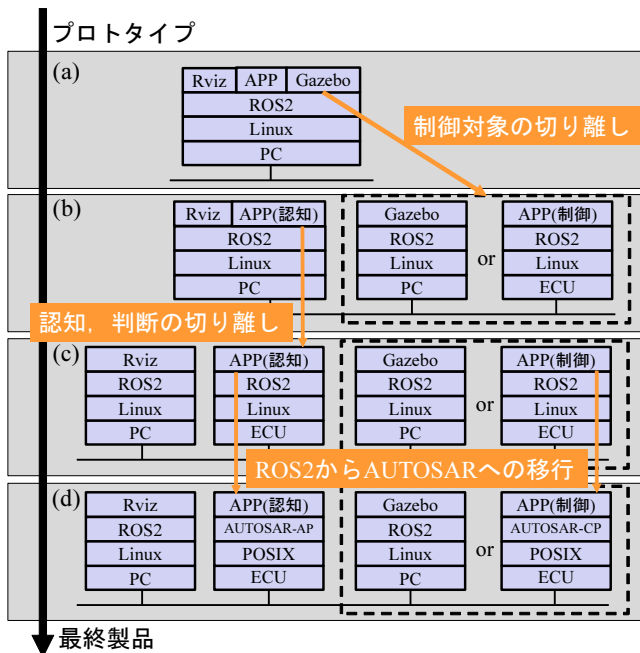 プロトタイプ
(a)
Rviz APP Gazebo
ROS2
Linux
PC
制御対象の切り離し
(b)
Rviz APP(認知)
ROS2
Linux
PC
Gazebo
ROS2
Linux
PC
or
APP(制御)
ROS2
Linux
ECU
認知，判断の切り離し
(c)
Rviz
ROS2
Linux
PC
APP(認知)
ROS2
Linux
ECU
Gazebo
ROS2
Linux
PC
or
APP(制御)
ROS2
Linux
ECU
ROS2からAUTOSARへの移行
(d)
Rviz
ROS2
Linux
PC
APP(認知)
AUTOSAR-AP
POSIX
ECU
Gazebo
ROS2
Linux
PC
or
APP(制御)
AUTOSAR-CP
POSIX
ECU
最終製品